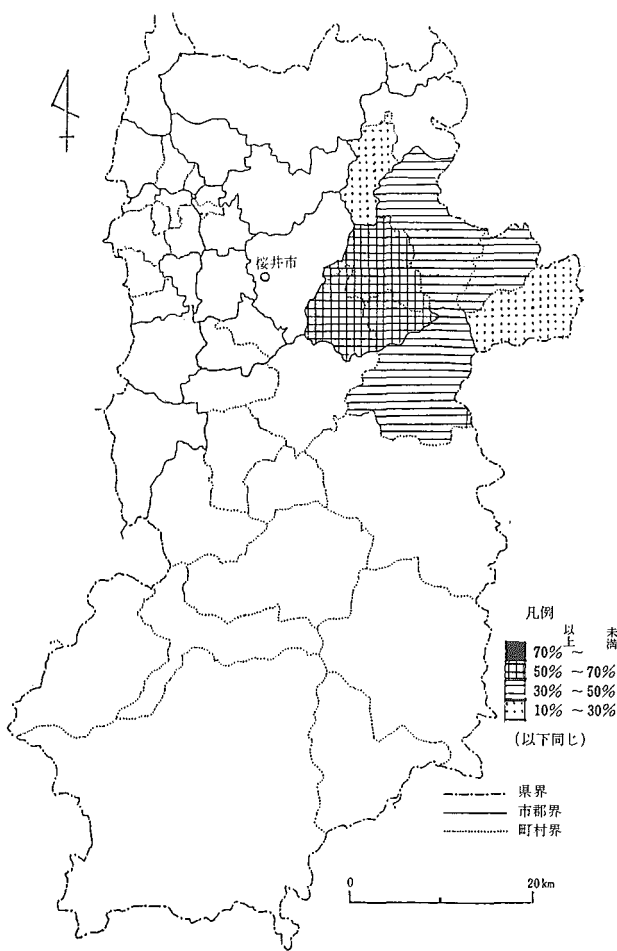 桜井市
凡例
以上 未満
70% ～
50% ～70%
30% ～50%
10% ～30%
(以下同じ)
県界
市郡界
町村界
0 20km